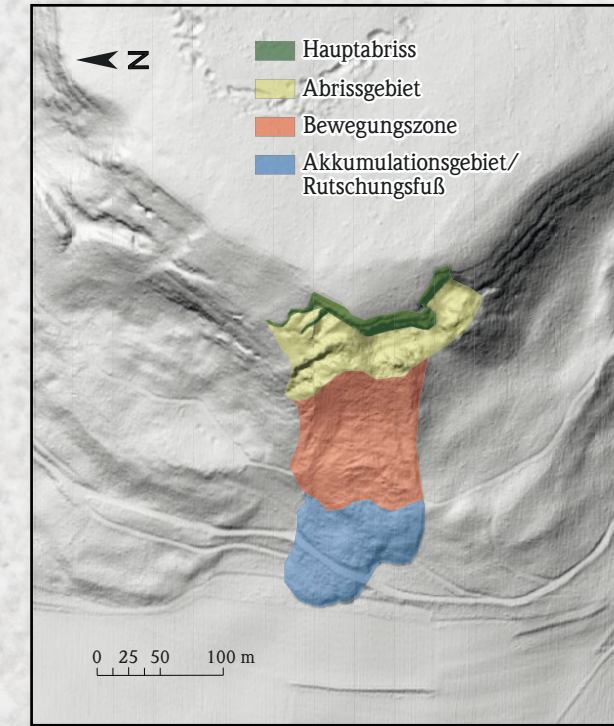 N
Hauptabriss
Abrissgebiet
Bewegungszone
Akkumulationsgebiet/
Rutschungsfuß
0 25 50 100 m